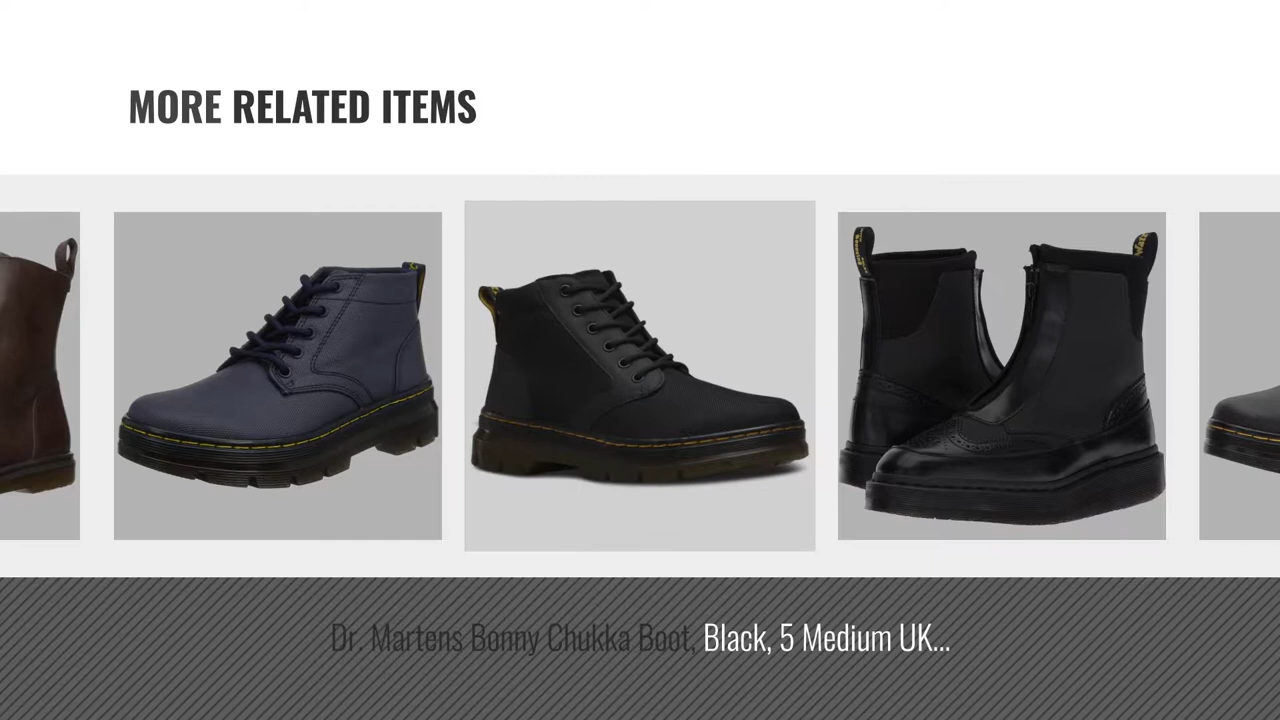 MORE RELATED ITEMS
Dr. Martens Bonny Chukka Boot, Black, 5 Medium UK...